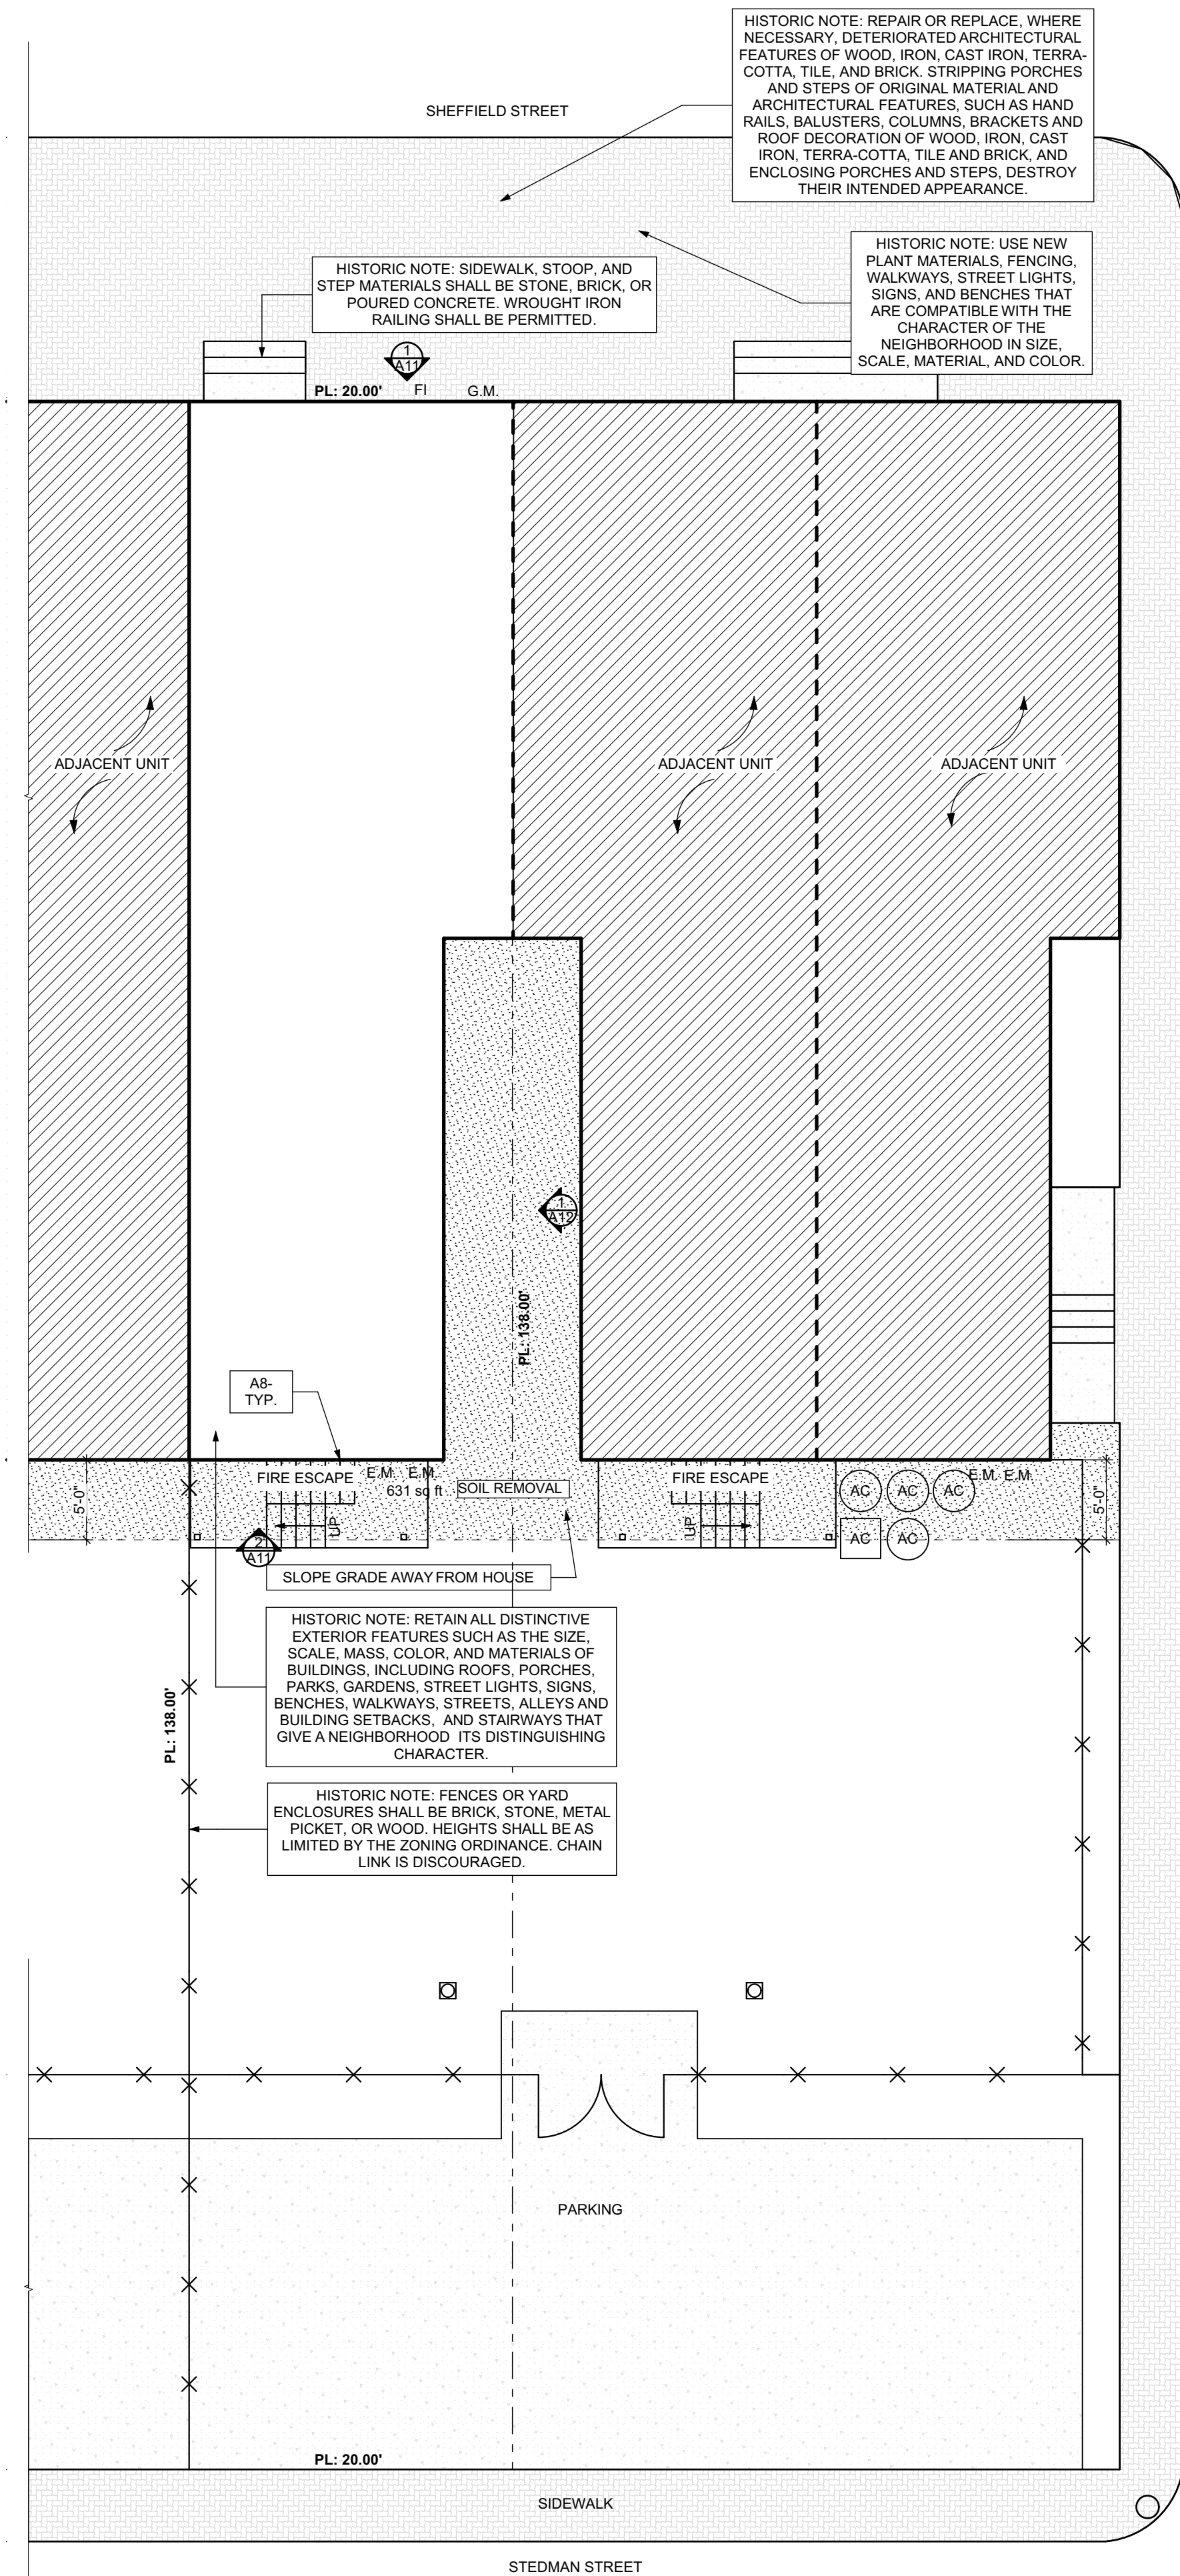 HISTORIC NOTE: REPAIR OR REPLACE, WHERE
NECESSARY, DETERIORATED ARCHITECTURAL
FEATURES OF WOOD, IRON, CAST IRON, TERRA-
COTTA, TILE, AND BRICK. STRIPPING PORCHES
AND STEPS OF ORIGINAL MATERIAL AND
ARCHITECTURAL FEATURES, SUCH AS HAND
RAILS, BALUSTERS, COLUMNS, BRACKETS AND
ROOF DECORATION OF WOOD, IRON, CAST
IRON, TERRA-COTTA, TILE AND BRICK, AND
ENCLOSING PORCHES AND STEPS, DESTROY
THEIR INTENDED APPEARANCE.
SHEFFIELD STREET
HISTORIC NOTE: USE NEW
PLANT MATERIALS, FENCING,
WALKWAYS, STREET LIGHTS,
SIGNS, AND BENCHES THAT
ARE COMPATIBLE WITH THE
CHARACTER OF THE
NEIGHBORHOOD IN SIZE,
SCALE, MATERIAL, AND COLOR.
HISTORIC NOTE: SIDEWALK, STOOP, AND
STEP MATERIALS SHALL BE STONE, BRICK, OR
POURED CONCRETE. WROUGHT IRON
RAILING SHALL BE PERMITTED.
1
A11
PL: 20.00'
FI
G.M.
ADJACENT UNIT
ADJACENT UNIT
ADJACENT UNIT
1
A12
PL: 138.00'
A8-
TYP.
FIRE ESCAPE
E.M.
E.M.
631 sq ft
SOIL REMOVAL
FIRE ESCAPE
E.M.
E.M.
AC
AC
AC
5'-0"
5'-0"
UP
UP
AC
AC
2
A11
SLOPE GRADE AWAY FROM HOUSE
HISTORIC NOTE: RETAIN ALL DISTINCTIVE
EXTERIOR FEATURES SUCH AS THE SIZE,
SCALE, MASS, COLOR, AND MATERIALS OF
BUILDINGS, INCLUDING ROOFS, PORCHES,
PARKS, GARDENS, STREET LIGHTS, SIGNS,
BENCHES, WALKWAYS, STREETS, ALLEYS AND
BUILDING SETBACKS, AND STAIRWAYS THAT
GIVE A NEIGHBORHOOD ITS DISTINGUISHING
CHARACTER.
PL: 138.00'
HISTORIC NOTE: FENCES OR YARD
ENCLOSURES SHALL BE BRICK, STONE, METAL
PICKET, OR WOOD. HEIGHTS SHALL BE AS
LIMITED BY THE ZONING ORDINANCE. CHAIN
LINK IS DISCOURAGED.
PARKING
PL: 20.00'
SIDEWALK
STEDMAN STREET